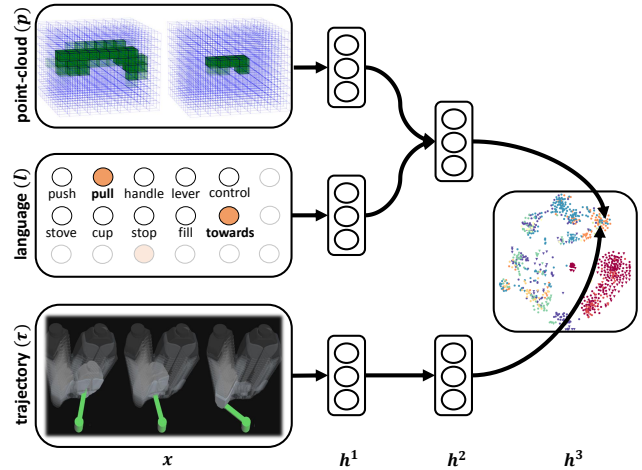 point-cloud (p)
language (l)
push pull handle lever control
stove cup stop fill towards
trajectory (τ)
x h¹ h² h³